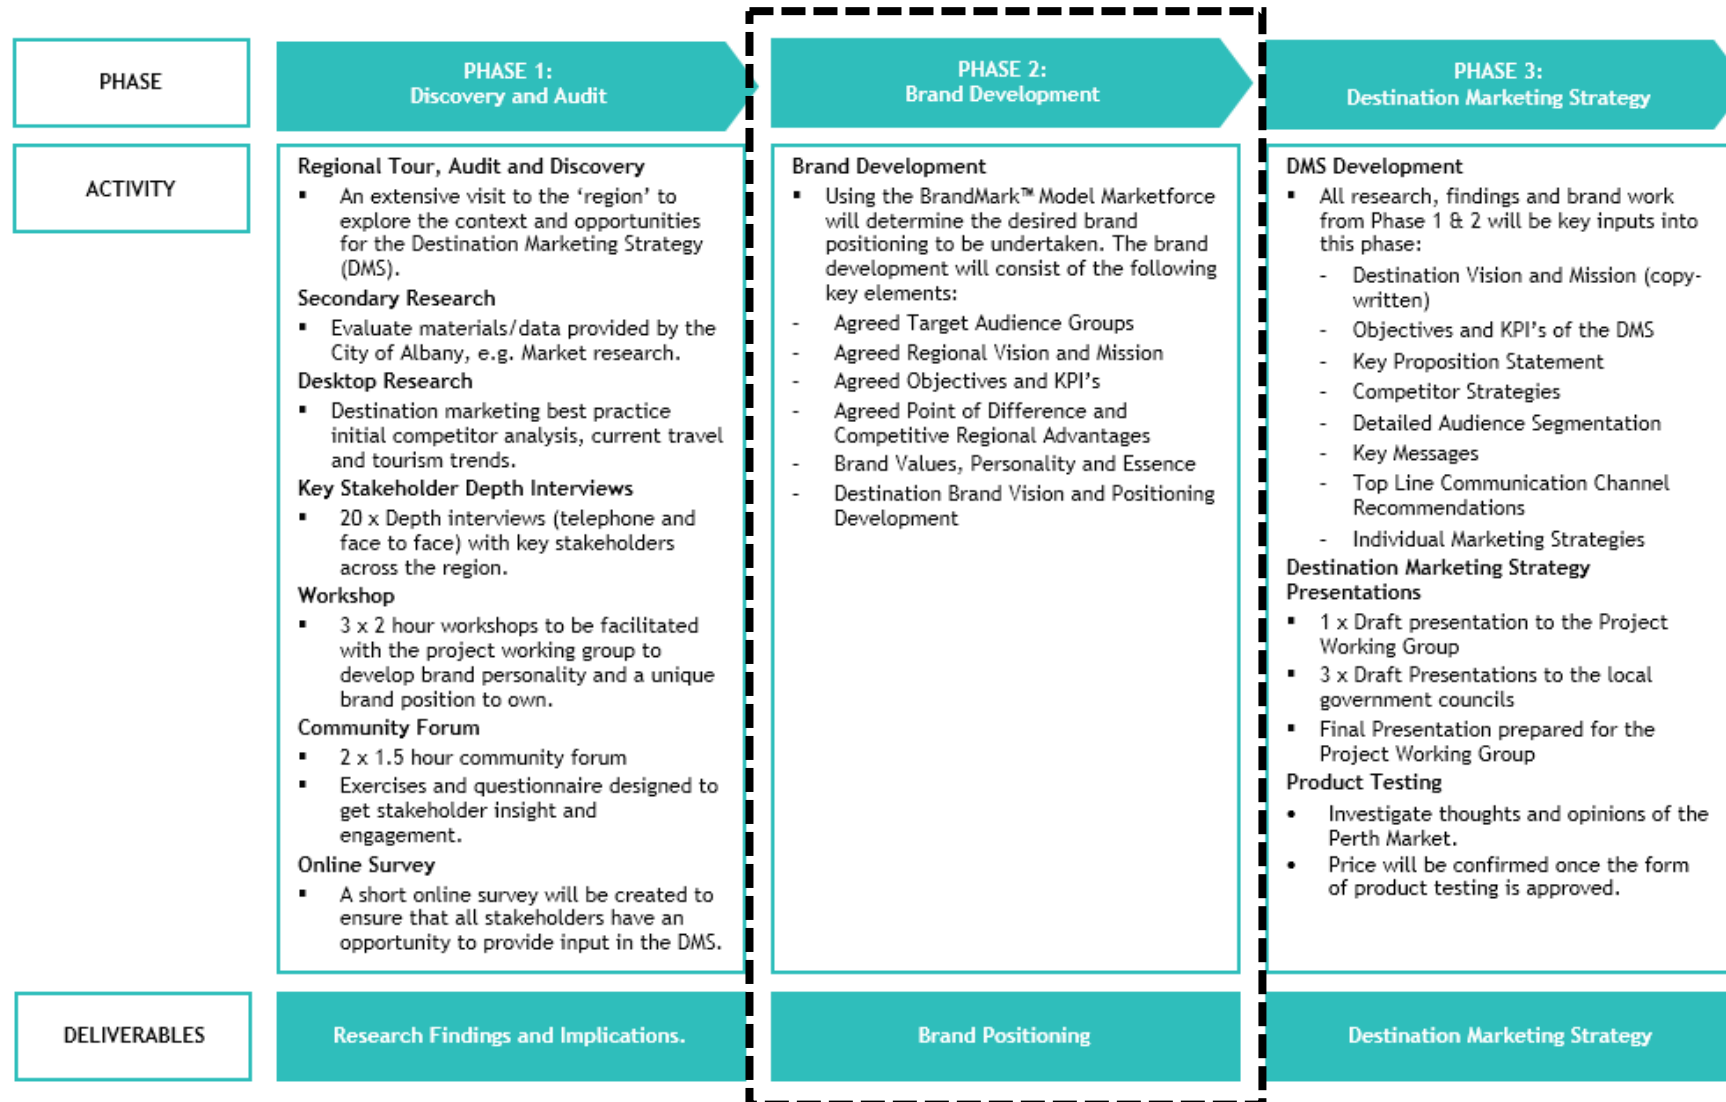 PHASE
PHASE 1:
Discovery and Audit
PHASE 2:
Brand Development
PHASE 3:
Destination Marketing Strategy
ACTIVITY
Regional Tour, Audit and Discovery
▪ An extensive visit to the ‘region’ to
explore the context and opportunities
for the Destination Marketing Strategy
(DMS).
Secondary Research
▪ Evaluate materials/data provided by the
City of Albany, e.g. Market research.
Desktop Research
▪ Destination marketing best practice
initial competitor analysis, current travel
and tourism trends.
Key Stakeholder Depth Interviews
▪ 20 x Depth interviews (telephone and
face to face) with key stakeholders
across the region.
Workshop
▪ 3 x 2 hour workshops to be facilitated
with the project working group to
develop brand personality and a unique
brand position to own.
Community Forum
▪ 2 x 1.5 hour community forum
▪ Exercises and questionnaire designed to
get stakeholder insight and
engagement.
Online Survey
▪ A short online survey will be created to
ensure that all stakeholders have an
opportunity to provide input in the DMS.
Brand Development
▪ Using the BrandMark™ Model Marketforce
will determine the desired brand
positioning to be undertaken. The brand
development will consist of the following
key elements:
- Agreed Target Audience Groups
- Agreed Regional Vision and Mission
- Agreed Objectives and KPI's
- Agreed Point of Difference and
Competitive Regional Advantages
- Brand Values, Personality and Essence
- Destination Brand Vision and Positioning
Development
DMS Development
▪ All research, findings and brand work
from Phase 1 & 2 will be key inputs into
this phase:
- Destination Vision and Mission (copy-
written)
- Objectives and KPI's of the DMS
- Key Proposition Statement
- Competitor Strategies
- Detailed Audience Segmentation
- Key Messages
- Top Line Communication Channel
Recommendations
- Individual Marketing Strategies
Destination Marketing Strategy
Presentations
▪ 1 x Draft presentation to the Project
Working Group
▪ 3 x Draft Presentations to the local
government councils
▪ Final Presentation prepared for the
Project Working Group
Product Testing
• Investigate thoughts and opinions of the
Perth Market.
• Price will be confirmed once the form
of product testing is approved.
DELIVERABLES
Research Findings and Implications.
Brand Positioning
Destination Marketing Strategy